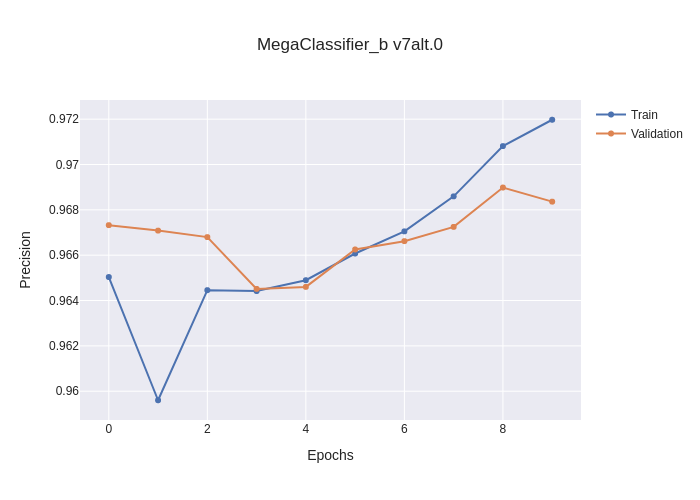 MegaClassifier_b v7alt.0
0.972
0.97
0.968
0.966
0.964
0.962
0.96
Precision
0 2 4 6 8
Epochs
Train
Validation